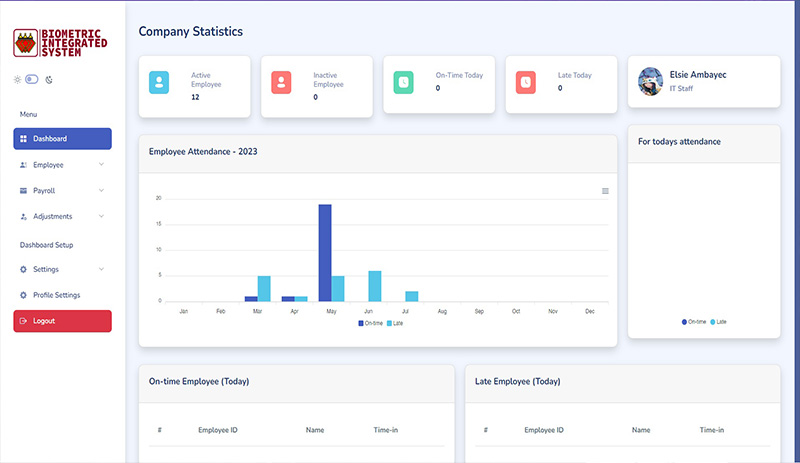 BIOMETRIC
INTEGRATED
SYSTEM
Menu
Dashboard
Employee
Payroll
Adjustments
Dashboard Setup
Settings
Profile Settings
Logout
Company Statistics
Active
Employee
12
Inactive
Employee
0
On-Time Today
0
Late Today
0
Elsie Ambayec
IT Staff
Employee Attendance - 2023
20
15
10
5
0
Jan Feb Mar Apr May Jun Jul Aug Sep Oct Nov Dec
On-time Late
For todays attendance
On-time Late
On-time Employee (Today)
# Employee ID Name Time-in
Late Employee (Today)
# Employee ID Name Time-in